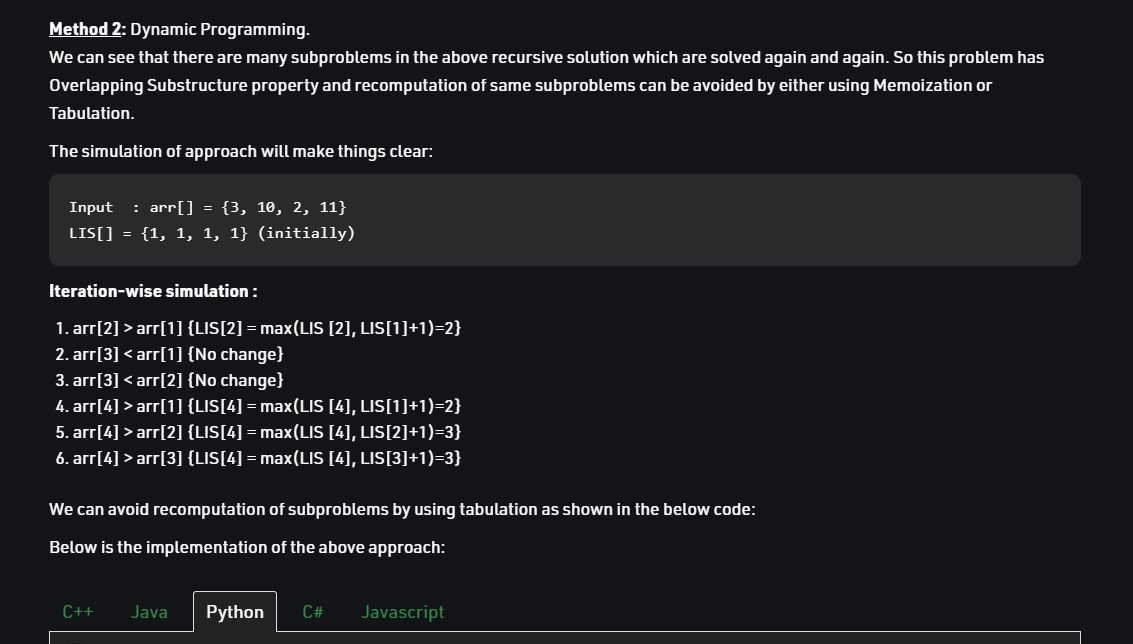 Method 2: Dynamic Programming.
We can see that there are many subproblems in the above recursive solution which are solved again and again. So this problem has
Overlapping Substructure property and recomputation of same subproblems can be avoided by either using Memoization or
Tabulation.
The simulation of approach will make things clear:
Input  : arr[] = {3, 10, 2, 11}
LIS[] = {1, 1, 1, 1} (initially)
Iteration-wise simulation :
1. arr[2] > arr[1] {LIS[2] = max(LIS [2], LIS[1]+1)=2}
2. arr[3] < arr[1] {No change}
3. arr[3] < arr[2] {No change}
4. arr[4] > arr[1] {LIS[4] = max(LIS [4], LIS[1]+1)=2}
5. arr[4] > arr[2] {LIS[4] = max(LIS [4], LIS[2]+1)=3}
6. arr[4] > arr[3] {LIS[4] = max(LIS [4], LIS[3]+1)=3}
We can avoid recomputation of subproblems by using tabulation as shown in the below code:
Below is the implementation of the above approach:
C++ Java Python C# Javascript